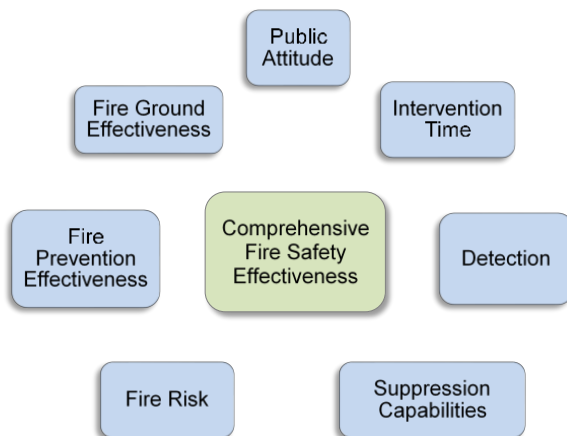 Public
Attitude
Fire Ground
Effectiveness
Intervention
Time
Fire
Prevention
Effectiveness
Comprehensive
Fire Safety
Effectiveness
Detection
Fire Risk
Suppression
Capabilities